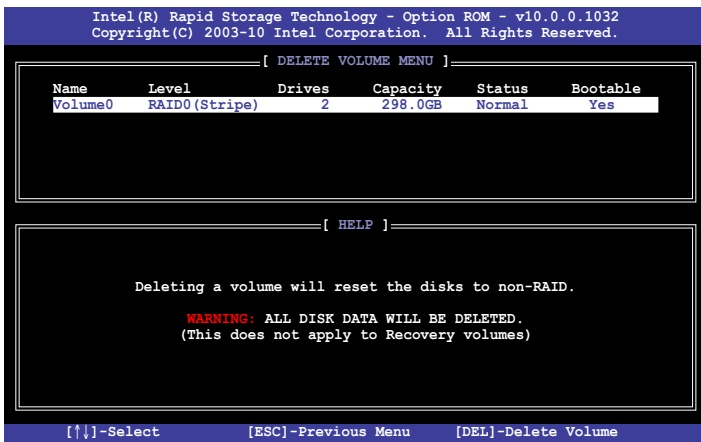 Intel(R) Rapid Storage Technology - Option ROM - v10.0.0.1032
Copyright(C) 2003-10 Intel Corporation. All Rights Reserved.
[ DELETE VOLUME MENU ]
Name Level Drives Capacity Status Bootable
Volume0 RAID0(Stripe) 2 298.0GB Normal Yes
[ HELP ]
Deleting a volume will reset the disks to non-RAID.
WARNING: ALL DISK DATA WILL BE DELETED.
(This does not apply to Recovery volumes)
[↑↓]-Select [ESC]-Previous Menu [DEL]-Delete Volume